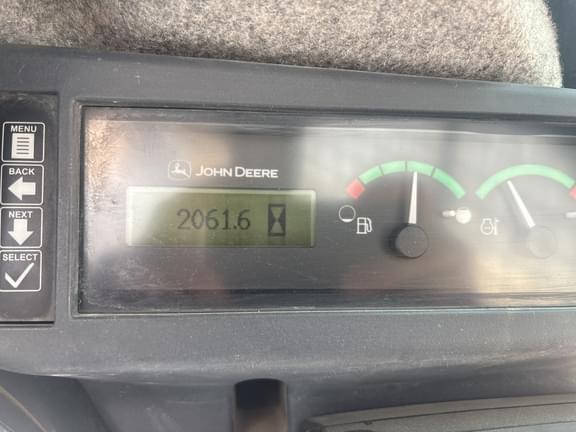 MENU
BACK
NEXT
SELECT
JOHN DEERE
2061.6